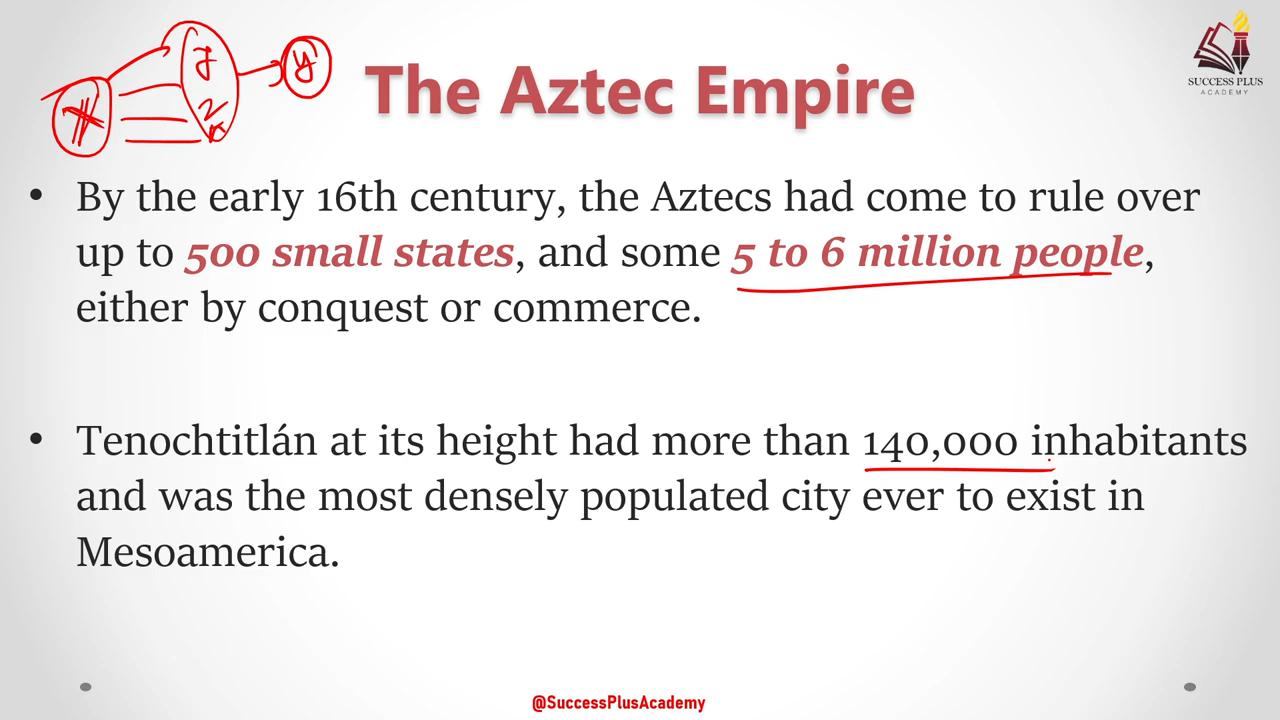 The Aztec Empire
SUCCESS PLUS
ACADEMY
y
• By the early 16th century, the Aztecs had come to rule over
up to 500 small states, and some 5 to 6 million people,
either by conquest or commerce.
• Tenochtitlán at its height had more than 140,000 inhabitants
and was the most densely populated city ever to exist in
Mesoamerica.
@SuccessPlusAcademy